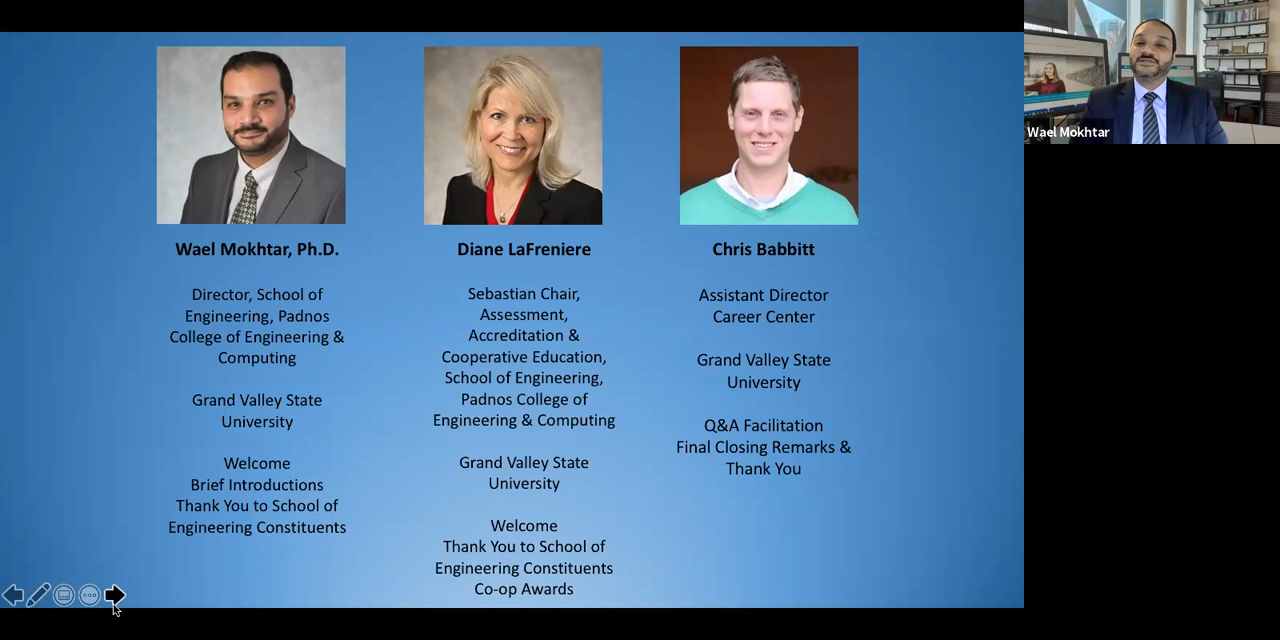 Wael Mokhtar, Ph.D.
Director, School of
Engineering, Padnos
College of Engineering &
Computing
Grand Valley State
University
Welcome
Brief Introductions
Thank You to School of
Engineering Constituents
Diane LaFreniere
Sebastian Chair,
Assessment,
Accreditation &
Cooperative Education,
School of Engineering,
Padnos College of
Engineering & Computing
Grand Valley State
University
Welcome
Thank You to School of
Engineering Constituents
Co-op Awards
Chris Babbitt
Assistant Director
Career Center
Grand Valley State
University
Q&A Facilitation
Final Closing Remarks &
Thank You
Wael Mokhtar